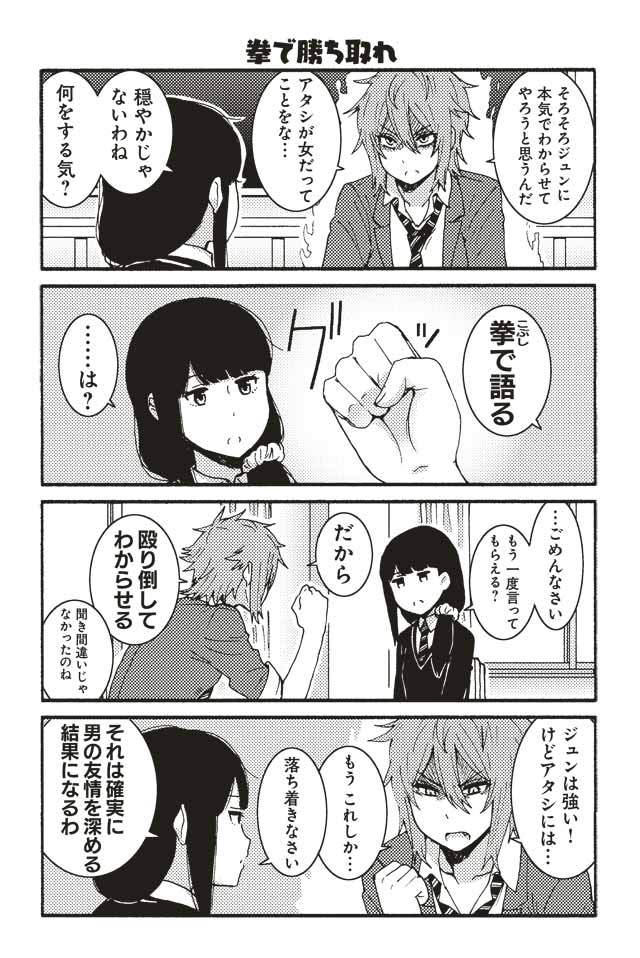 拳で勝ち取れ
そろそろジュンに
本気でわからせて
やろうと思うんだ
アタシが女だって
ことをな…
穏やかじゃ
ないわね
何をする気?
拳で語る
こぶし
グッ
……は?
…ごめんなさい
もう一度言って
もらえる?
だから
殴り倒して
わからせる
聞き間違いじゃ
なかったのね
ジュンは強い!
けどアタシには…
もう これしか…
落ち着きなさい
それは確実に
男の友情を深める
結果になるわ